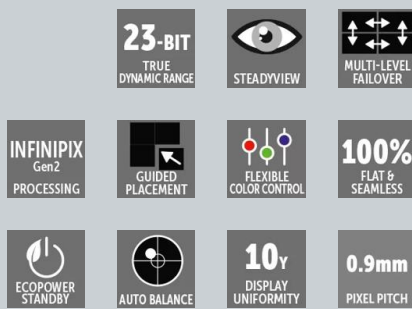 23-BIT
TRUE
DYNAMIC RANGE
STEADYVIEW
MULTI-LEVEL
FAILOVER
INFINIPIX
Gen2
PROCESSING
GUIDED
PLACEMENT
FLEXIBLE
COLOR CONTROL
100%
FLAT &
SEAMLESS
ECOPOWER
STANDBY
AUTO BALANCE
10Y
DISPLAY
UNIFORMITY
0.9mm
PIXEL PITCH